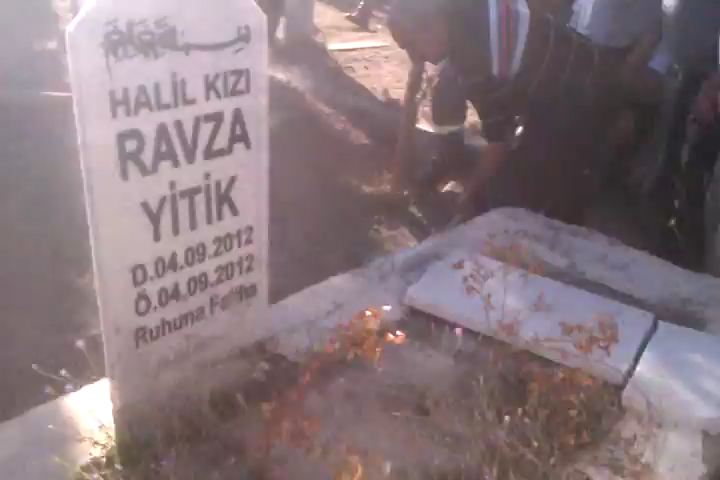 HALİL KIZI
RAVZA
YİTİK
D.04.09.2012
Ö.04.09.2012
Ruhuna Fatiha